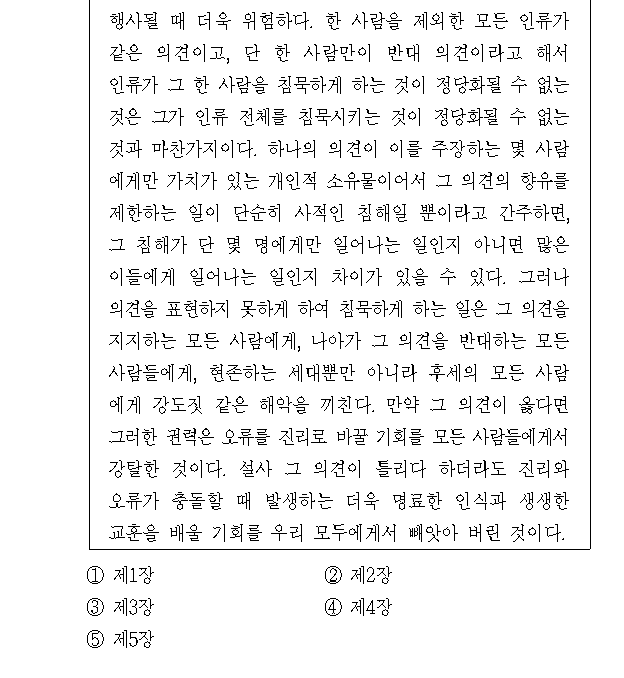 행사될 때 더욱 위험하다. 한 사람을 제외한 모든 인류가
같은 의견이고, 단 한 사람만이 반대 의견이라고 해서
인류가 그 한 사람을 침묵하게 하는 것이 정당화될 수 없는
것은 그가 인류 전체를 침묵시키는 것이 정당화될 수 없는
것과 마찬가지이다. 하나의 의견이 이를 주장하는 몇 사람
에게만 가치가 있는 개인적 소유물이어서 그 의견의 향유를
제한하는 일이 단순히 사적인 침해일 뿐이라고 간주하면,
그 침해가 단 몇 명에게만 일어나는 일인지 아니면 많은
이들에게 일어나는 일인지 차이가 있을 수 있다. 그러나
의견을 표현하지 못하게 하여 침묵하게 하는 일은 그 의견을
지지하는 모든 사람에게, 나아가 그 의견을 반대하는 모든
사람들에게, 현존하는 세대뿐만 아니라 후세의 모든 사람
에게 강도짓 같은 해악을 끼친다. 만약 그 의견이 옳다면
그러한 권력은 오류를 진리로 바꿀 기회를 모든 사람들에게서
강탈한 것이다. 설사 그 의견이 틀리다 하더라도 진리와
오류가 충돌할 때 발생하는 더욱 명료한 인식과 생생한
교훈을 배울 기회를 우리 모두에게서 빼앗아 버린 것이다.
① 제1장 ② 제2장
③ 제3장 ④ 제4장
⑤ 제5장